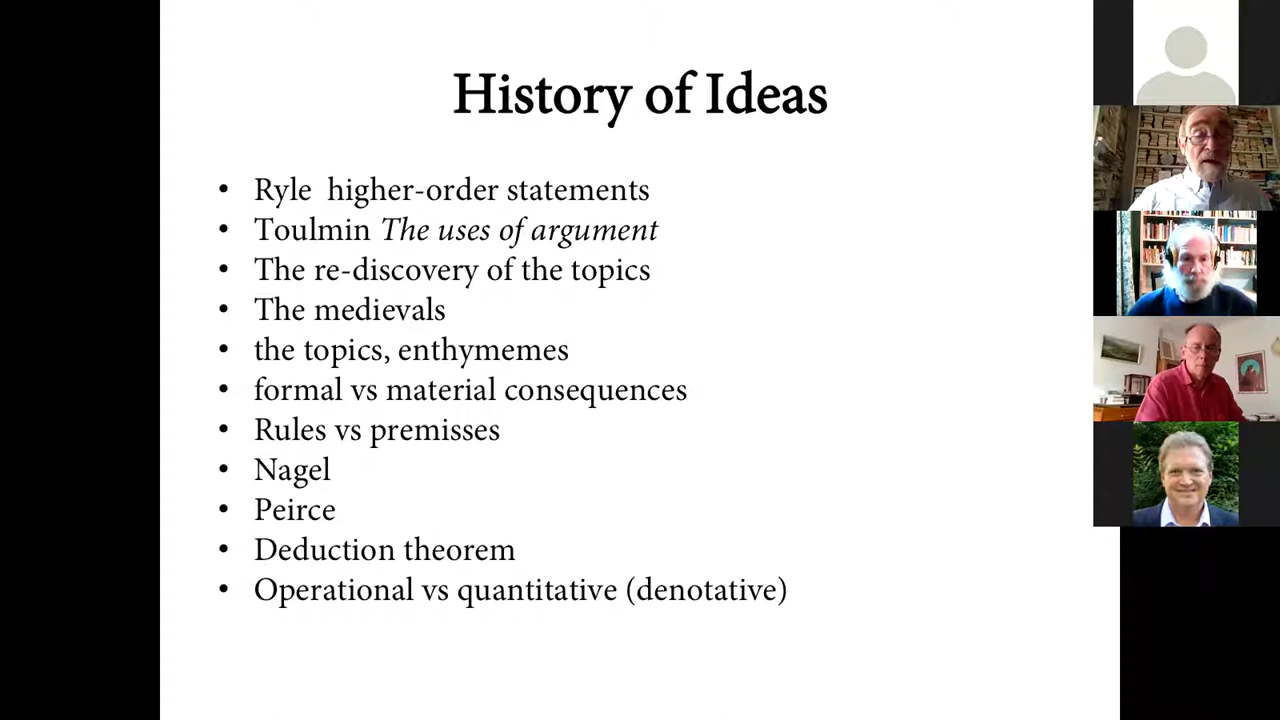 History of Ideas
• Ryle higher-order statements
• Toulmin The uses of argument
• The re-discovery of the topics
• The medievals
• the topics, enthymemes
• formal vs material consequences
• Rules vs premisses
• Nagel
• Peirce
• Deduction theorem
• Operational vs quantitative (denotative)